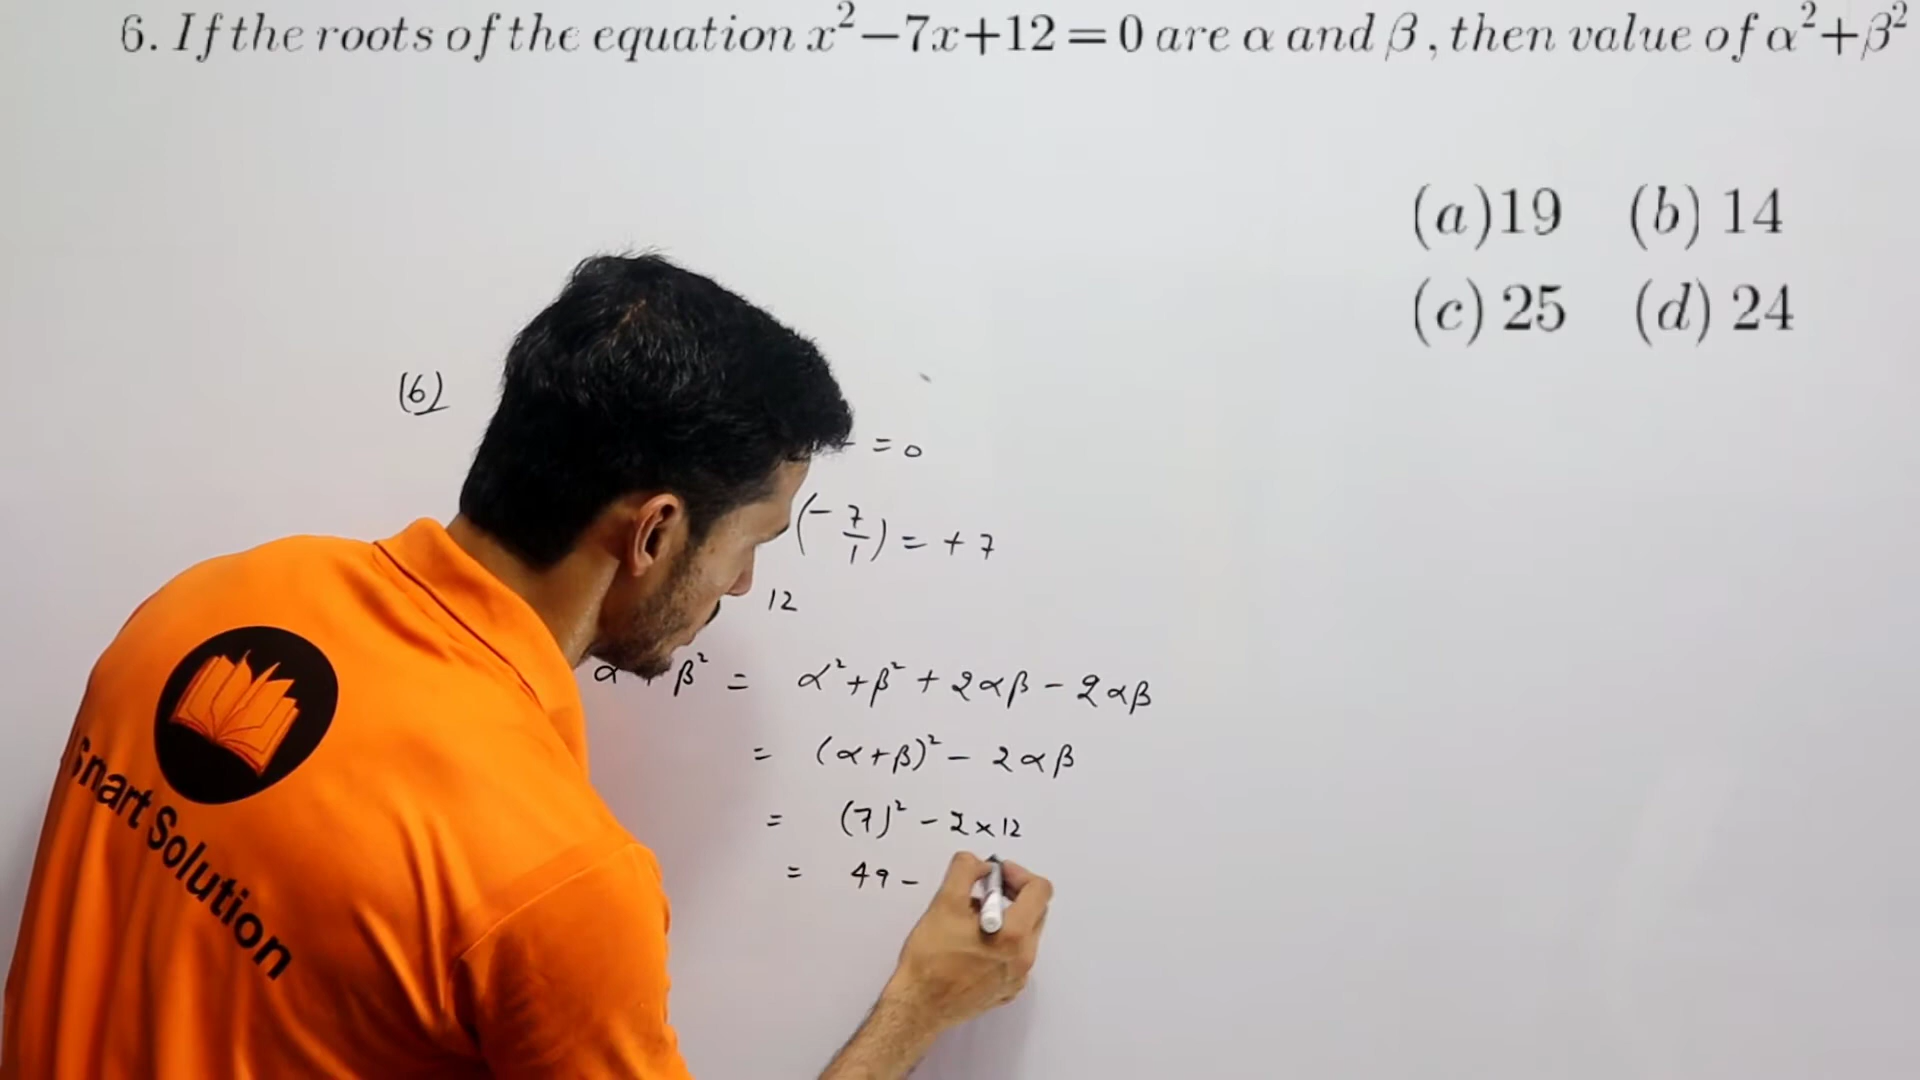 6. If the roots of the equation x²−7x+12=0 are α and β, then value of α²+β²
(a)19 (b) 14
(c) 25 (d) 24
(6)
= 0
(− 7/1) = + 7
12
α + β² = α²+β² + 2αβ − 2αβ
= (α+β)² − 2αβ
= (7)² − 2×12
= 49 −
Smart Solution